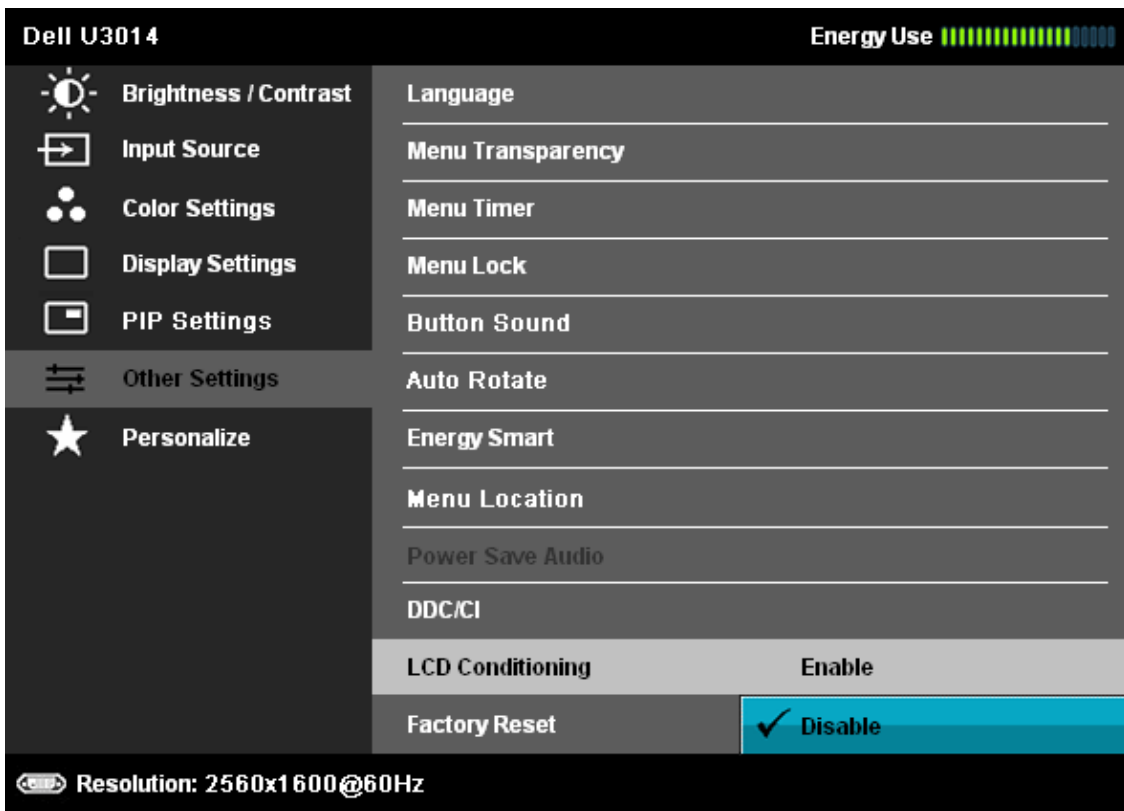 Dell U3014 Energy Use
Brightness / Contrast
Language
Input Source
Menu Transparency
Color Settings
Menu Timer
Display Settings
Menu Lock
PIP Settings
Button Sound
Other Settings
Auto Rotate
Personalize
Energy Smart
Menu Location
Power Save Audio
DDC/CI
LCD Conditioning Enable
Factory Reset Disable
Resolution: 2560x1600@60Hz